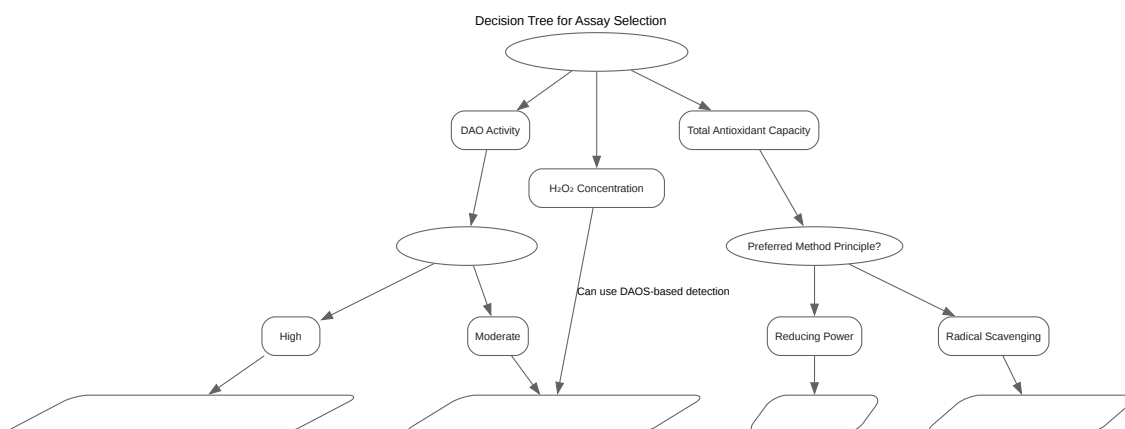 Decision Tree for Assay Selection
DAO Activity
Total Antioxidant Capacity
H₂O₂ Concentration
Preferred Method Principle?
Can use DAOS-based detection
High
Moderate
Reducing Power
Radical Scavenging